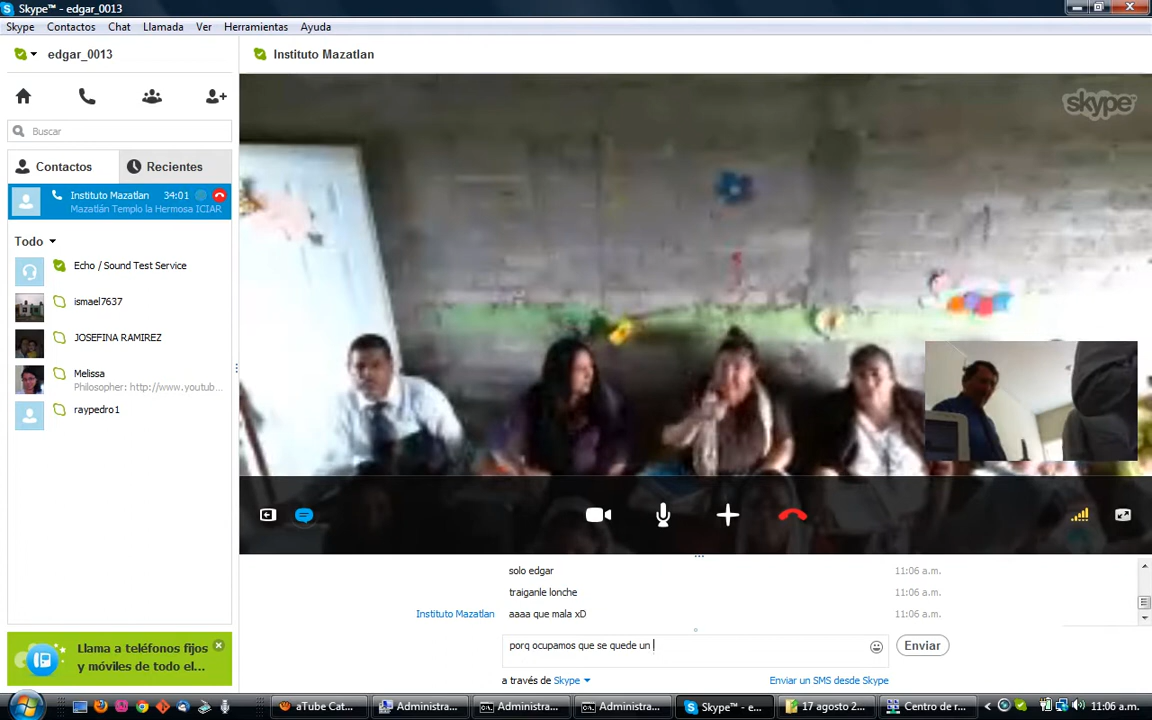 Skype™ - edgar_0013
Skype Contactos Chat Llamada Ver Herramientas Ayuda
edgar_0013
Buscar
Contactos
Recientes
Instituto Mazatlan 34:01
Mazatlán Templo la Hermosa ICIAR
Todo
Echo / Sound Test Service
ismael7637
JOSEFINA RAMIREZ
Melissa
Philosopher: http://www.youtub...
raypedro1
Llama a teléfonos fijos
y móviles de todo el...
Instituto Mazatlan
skype
solo edgar 11:06 a.m.
traiganle lonche 11:06 a.m.
Instituto Mazatlan aaaa que mala xD 11:06 a.m.
porq ocupamos que se quede un
Enviar
a través de Skype
Enviar un SMS desde Skype
aTube Cat... Administra... Administra... Administra... Skype™ - e... 17 agosto 2... Centro de r... 11:06 a.m.